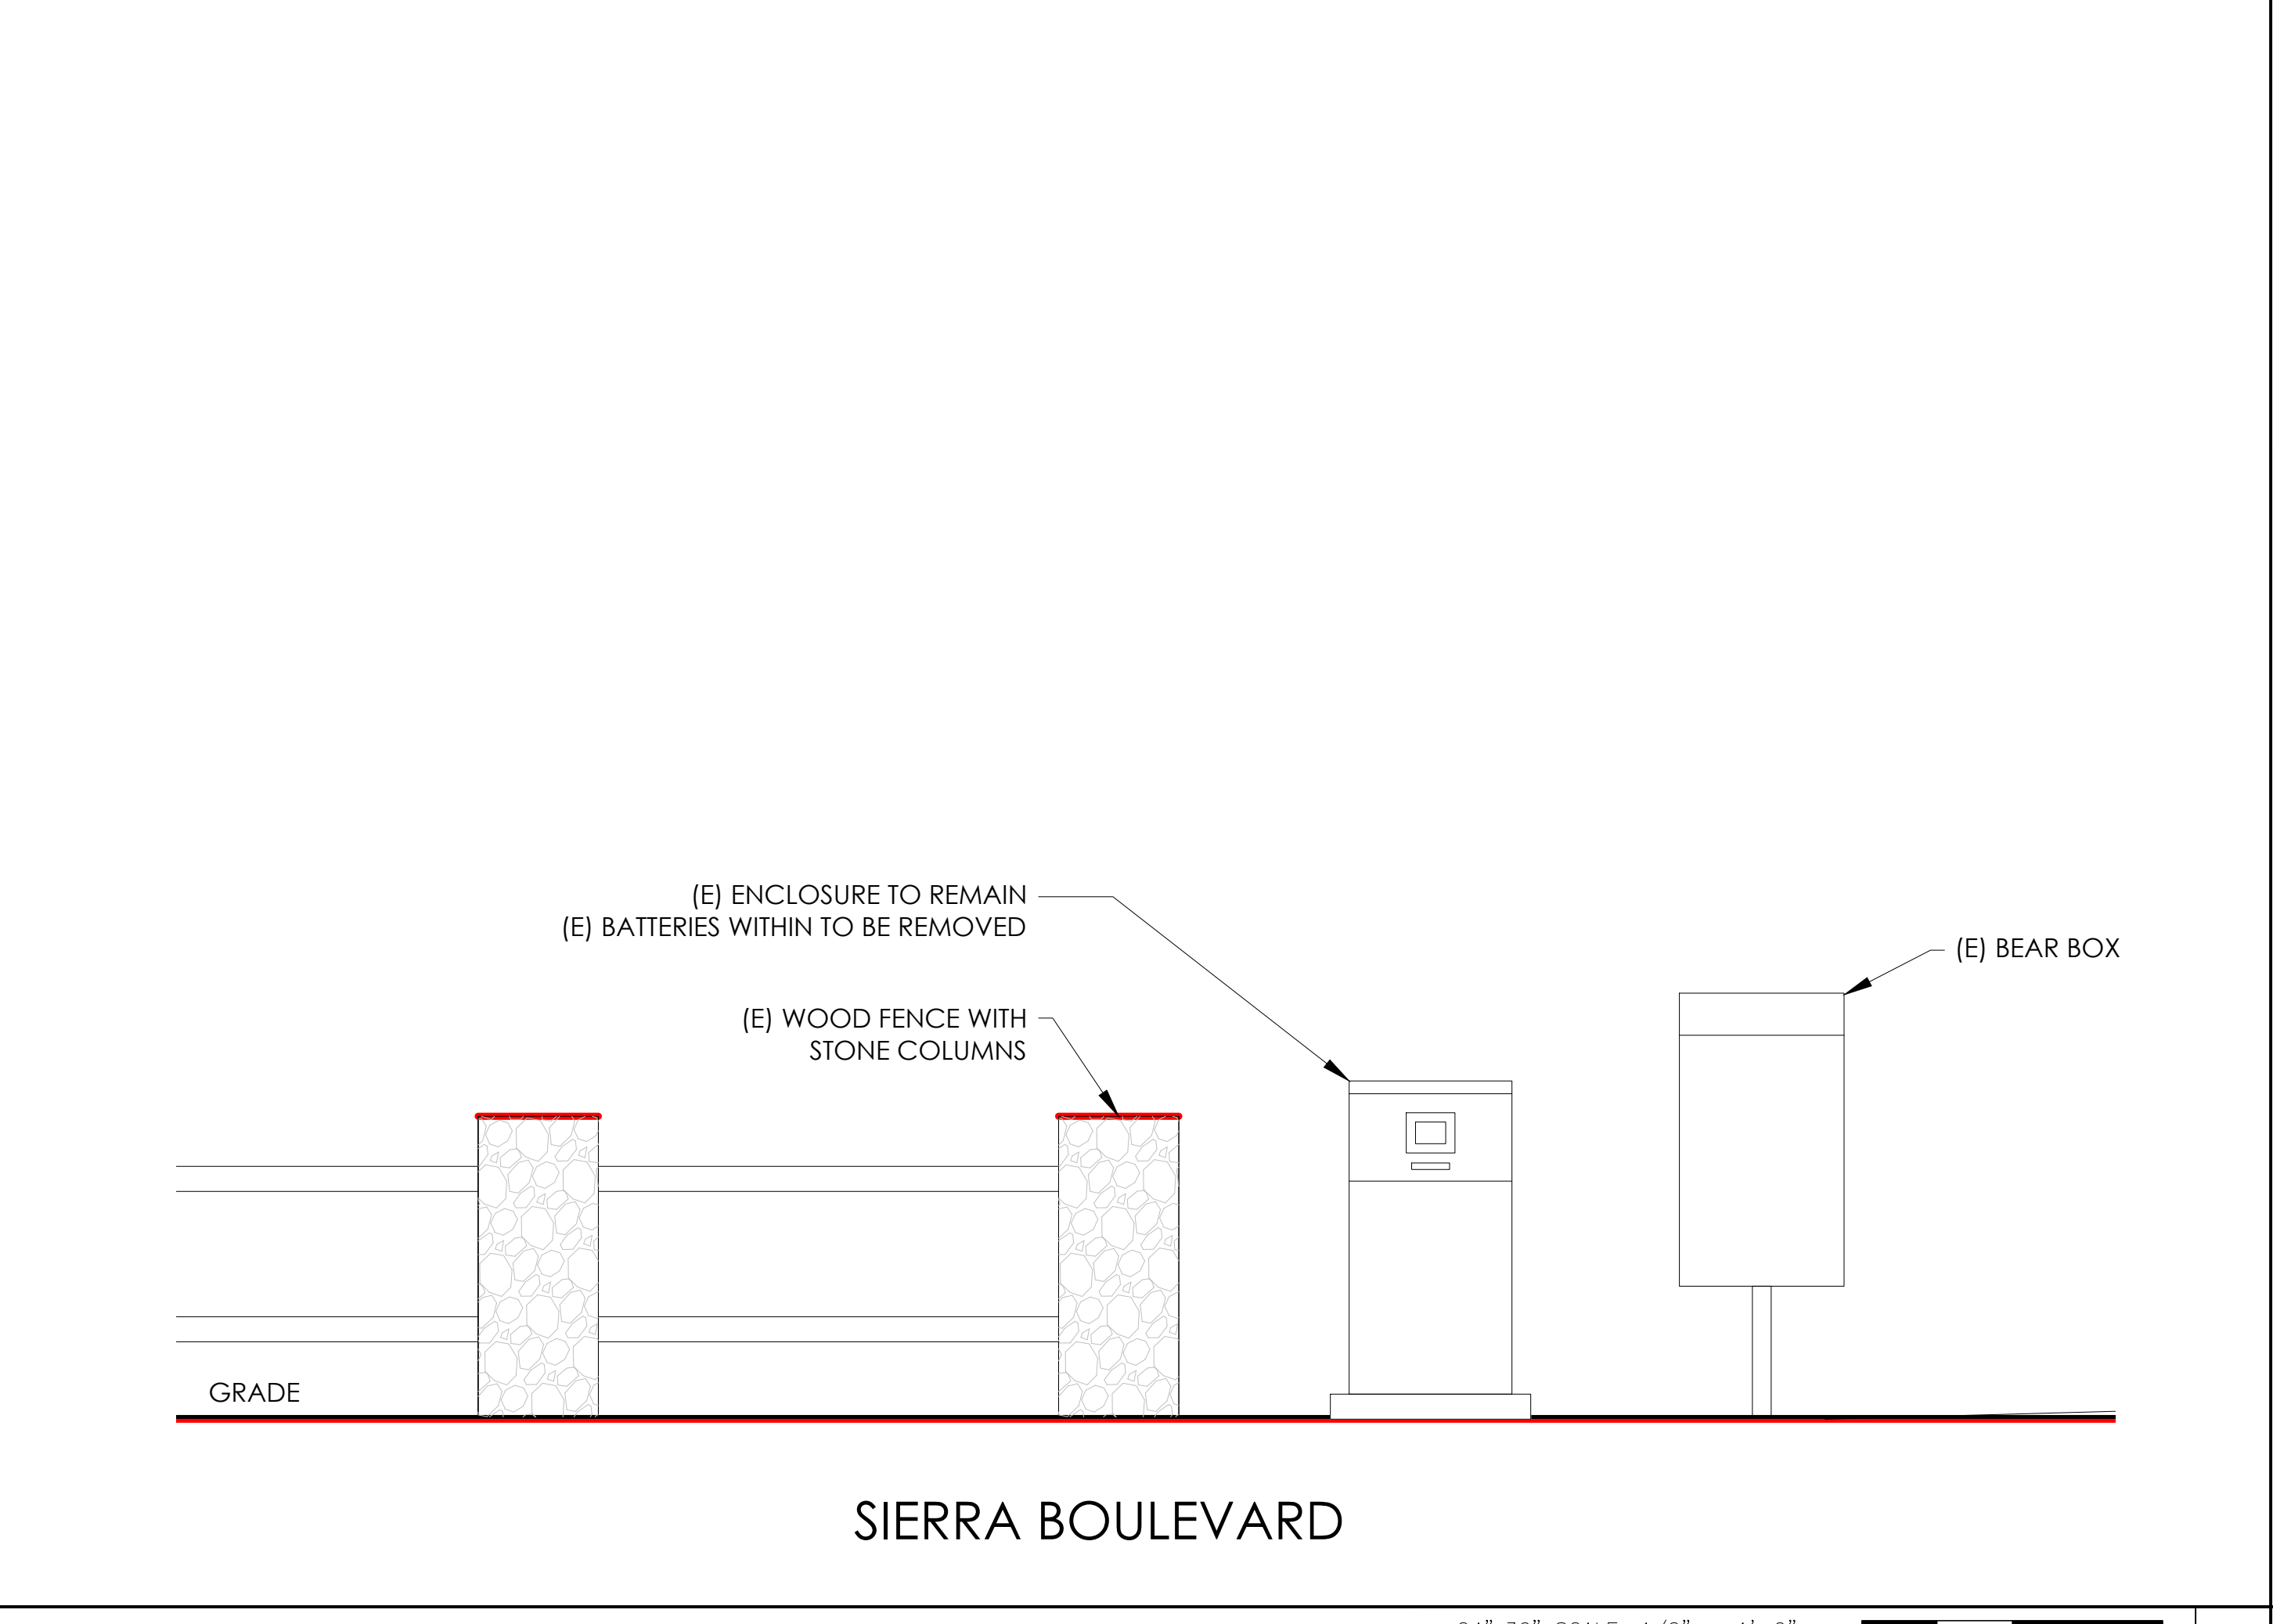 (E) ENCLOSURE TO REMAIN
(E) BATTERIES WITHIN TO BE REMOVED
(E) BEAR BOX
(E) WOOD FENCE WITH
STONE COLUMNS
GRADE
SIERRA BOULEVARD